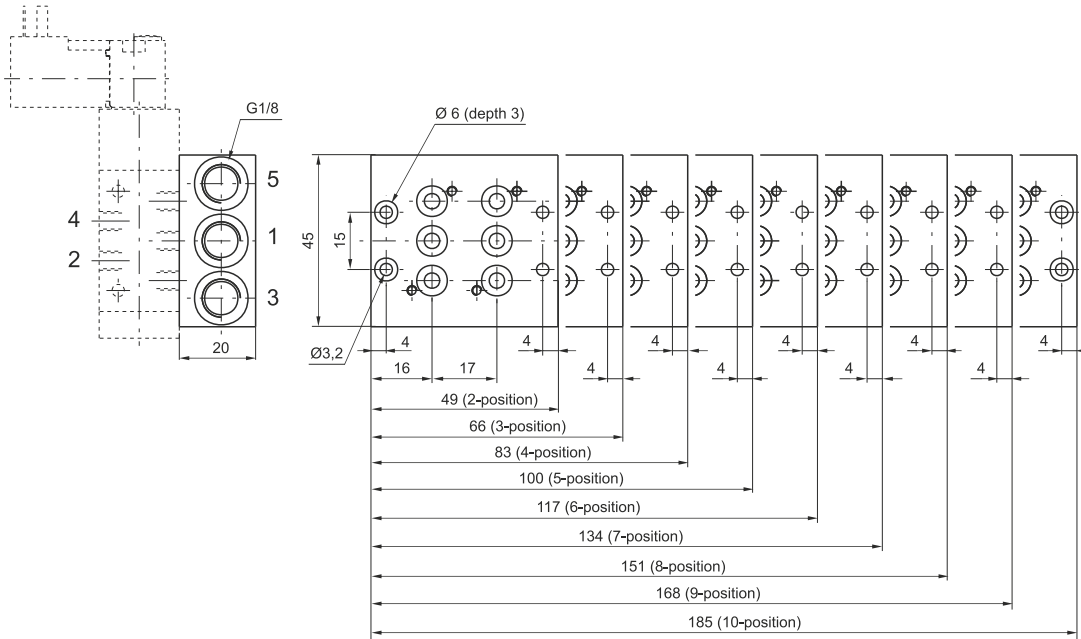 G1/8
Ø 6 (depth 3)
5
4
1
2
3
45
15
20
Ø3,2
4
4
4
4
4
4
4
4
4
4
16
17
49 (2-position)
66 (3-position)
83 (4-position)
100 (5-position)
117 (6-position)
134 (7-position)
151 (8-position)
168 (9-position)
185 (10-position)